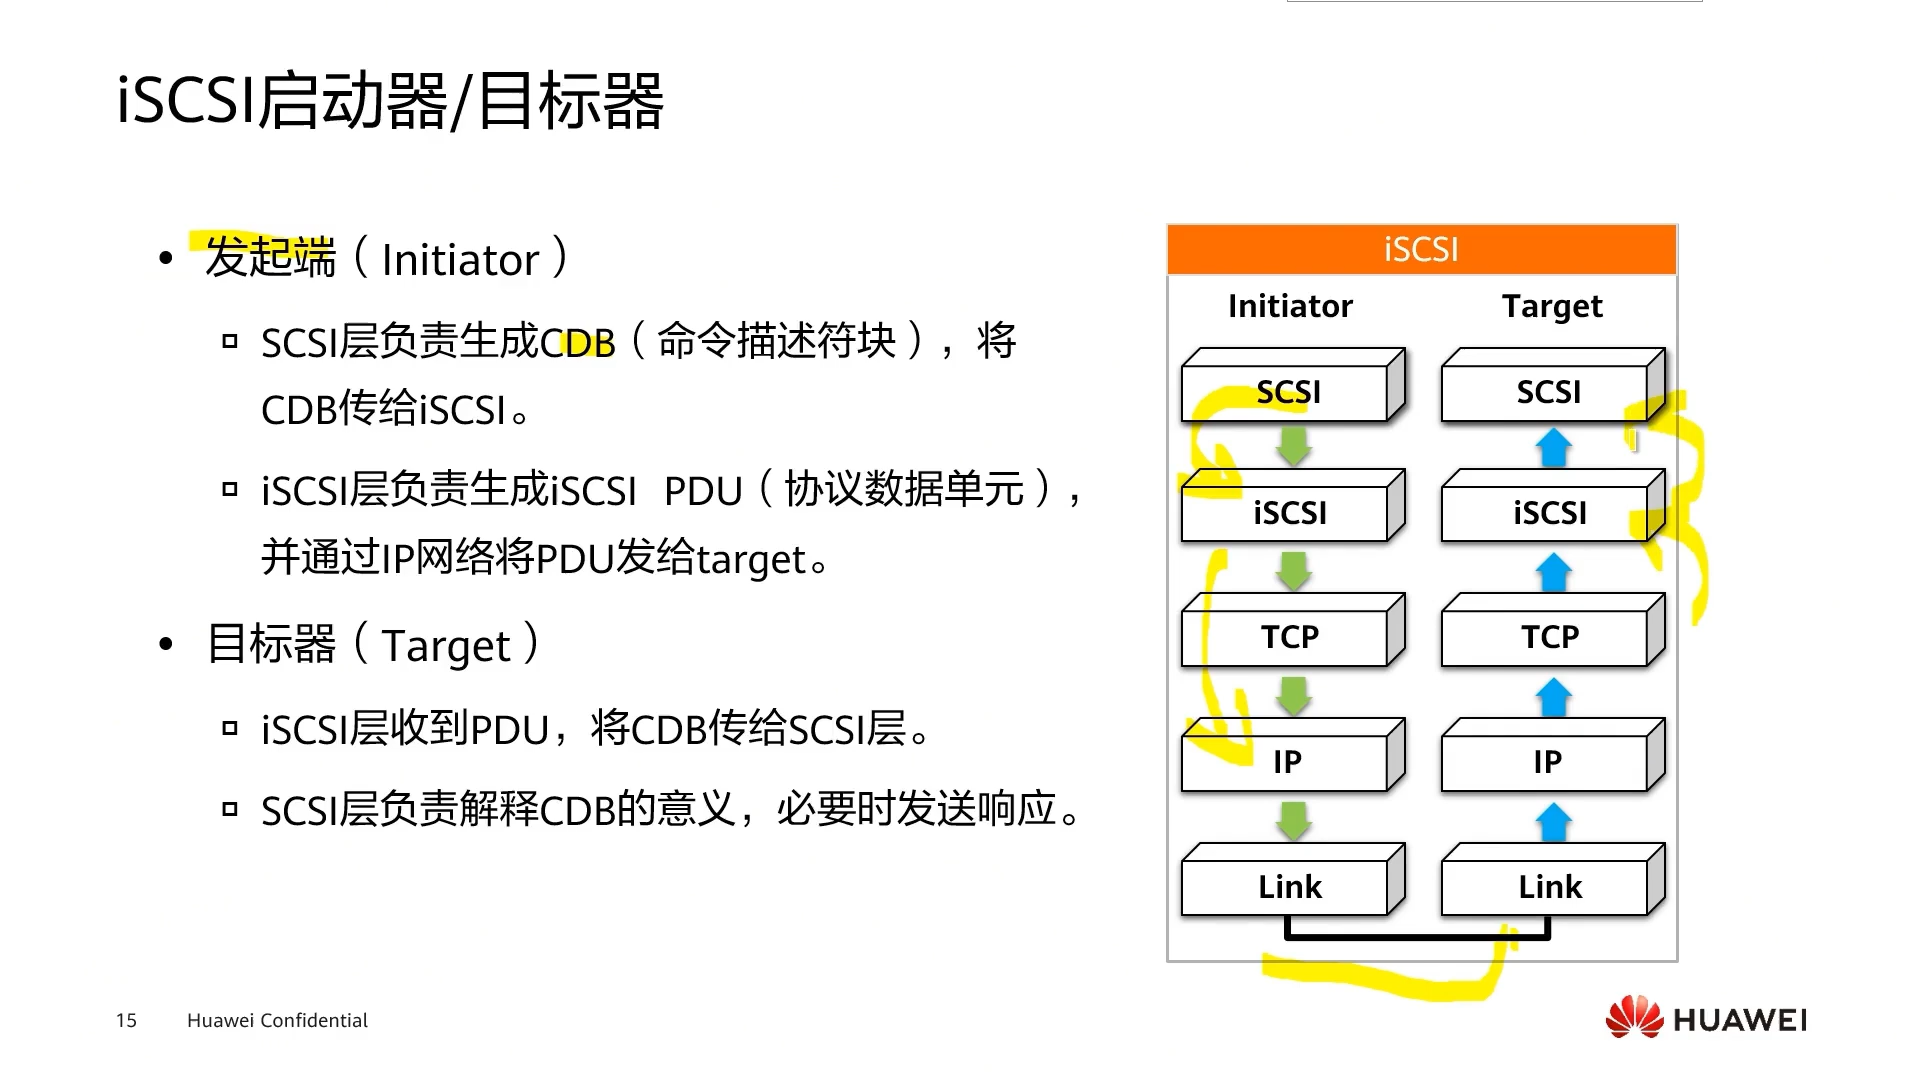 iSCSI启动器/目标器
• 发起端（Initiator）
▫ SCSI层负责生成CDB（命令描述符块），将
CDB传给iSCSI。
▫ iSCSI层负责生成iSCSI PDU（协议数据单元），
并通过IP网络将PDU发给target。
• 目标器（Target）
▫ iSCSI层收到PDU，将CDB传给SCSI层。
▫ SCSI层负责解释CDB的意义，必要时发送响应。
iSCSI
Initiator Target
SCSI SCSI
iSCSI iSCSI
TCP TCP
IP IP
Link Link
15 Huawei Confidential
HUAWEI